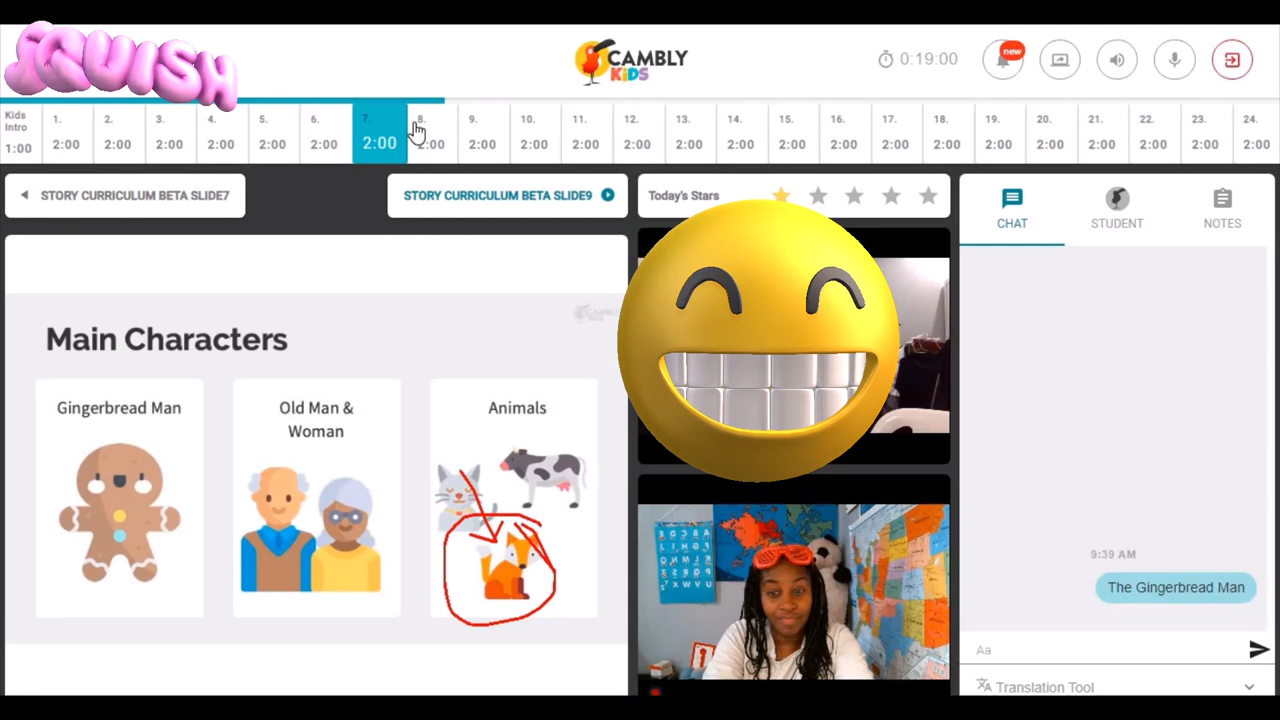 SQUISH
CAMBLY
KiDS
0:19:00
new
Kids
Intro
1:00
1.
2:00
2.
2:00
3.
2:00
4.
2:00
5.
2:00
6.
2:00
7.
2:00
8.
2:00
9.
2:00
10.
2:00
11.
2:00
12.
2:00
13.
2:00
14.
2:00
15.
2:00
16.
2:00
17.
2:00
18.
2:00
19.
2:00
20.
2:00
21.
2:00
22.
2:00
23.
2:00
24.
2:00
STORY CURRICULUM BETA SLIDE7
STORY CURRICULUM BETA SLIDE9
Today's Stars
CHAT
STUDENT
NOTES
Main Characters
Gingerbread Man
Old Man &
Woman
Animals
9:39 AM
The Gingerbread Man
Aa
Translation Tool